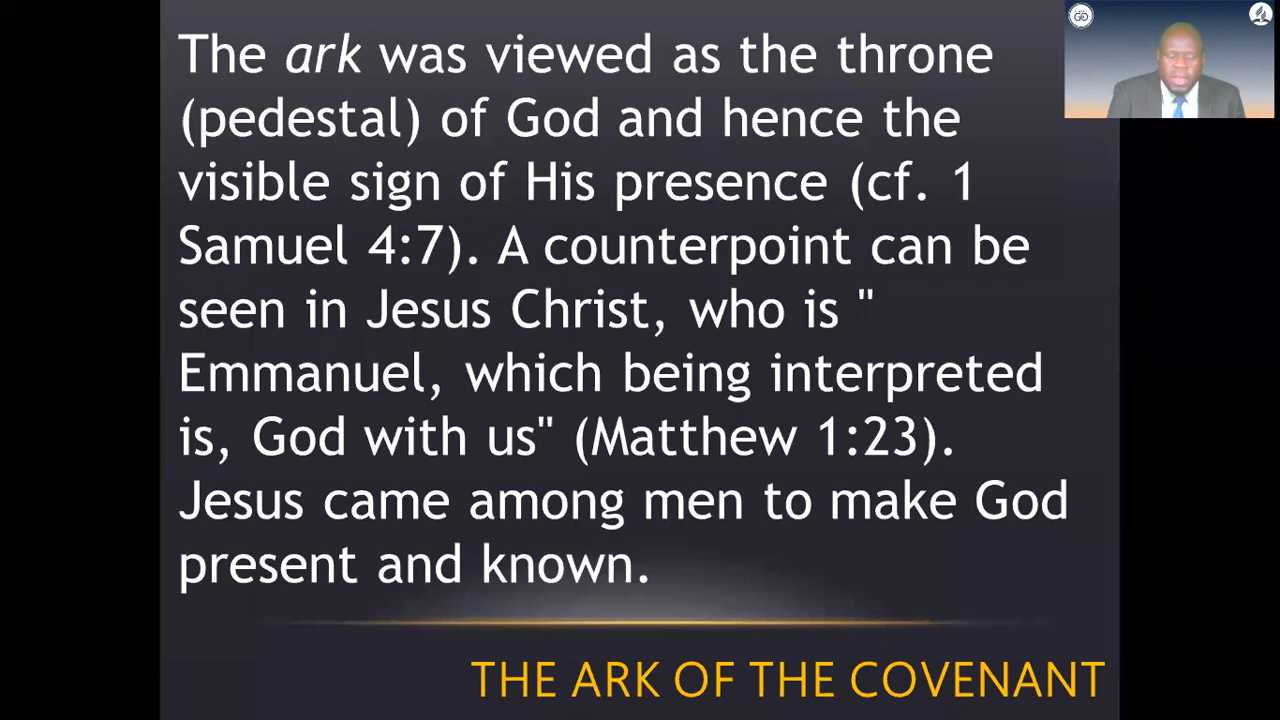 The ark was viewed as the throne
(pedestal) of God and hence the
visible sign of His presence (cf. 1
Samuel 4:7). A counterpoint can be
seen in Jesus Christ, who is "
Emmanuel, which being interpreted
is, God with us" (Matthew 1:23).
Jesus came among men to make God
present and known.
THE ARK OF THE COVENANT